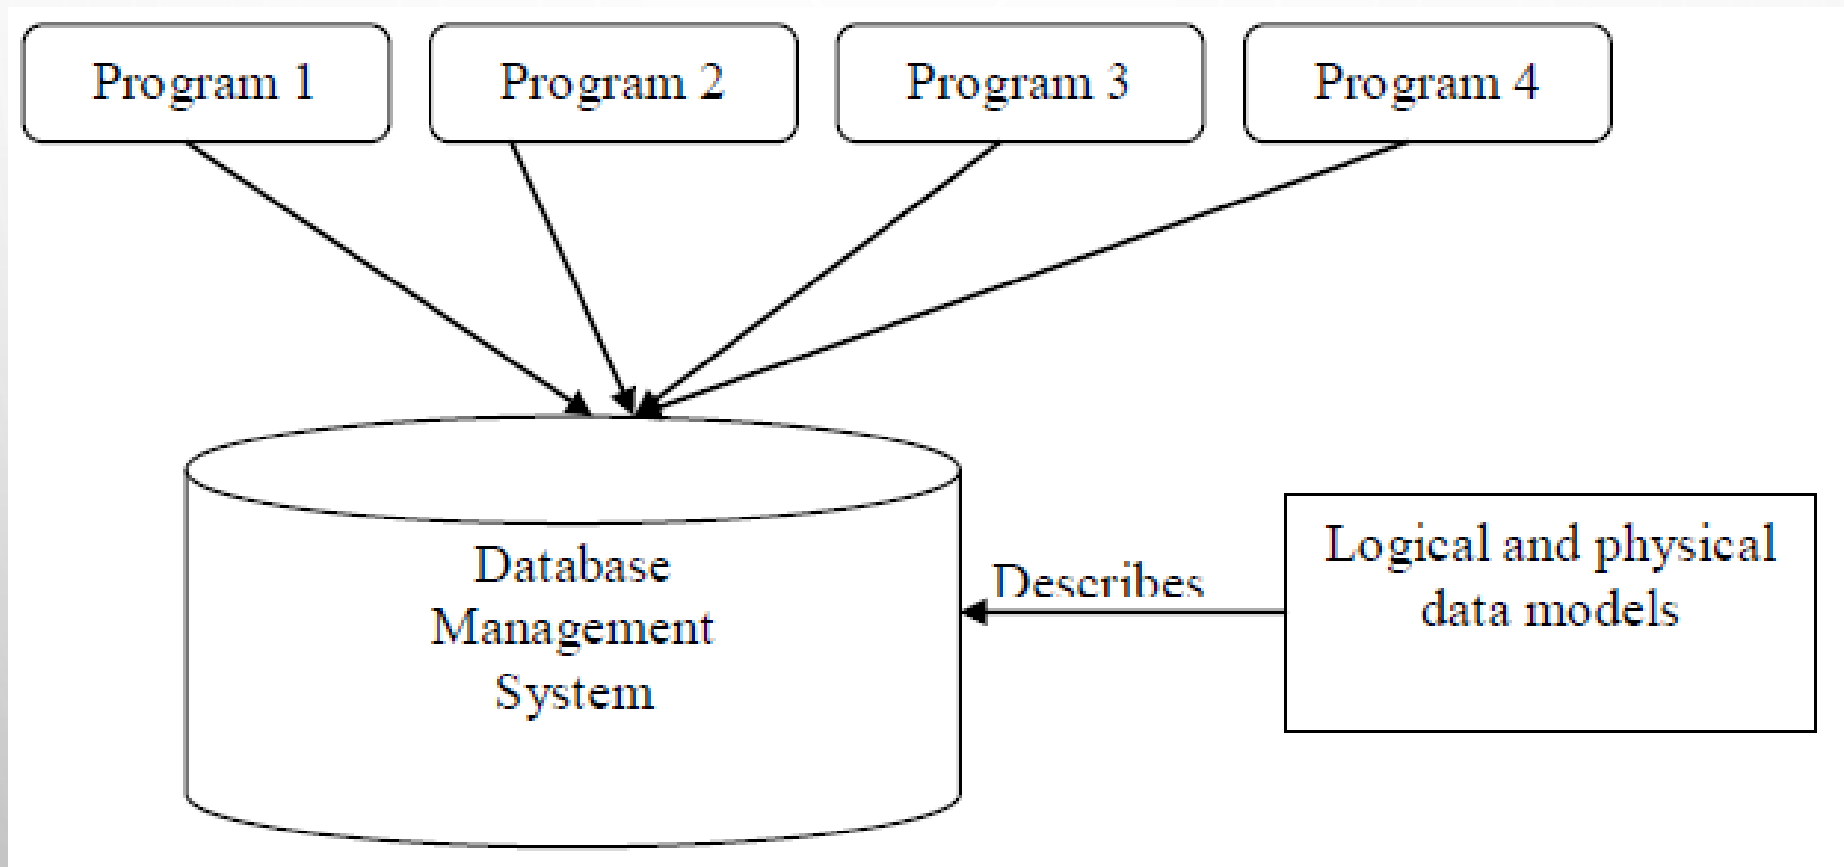 Program 1
Program 2
Program 3
Program 4
Database
Management
System
Describes
Logical and physical
data models